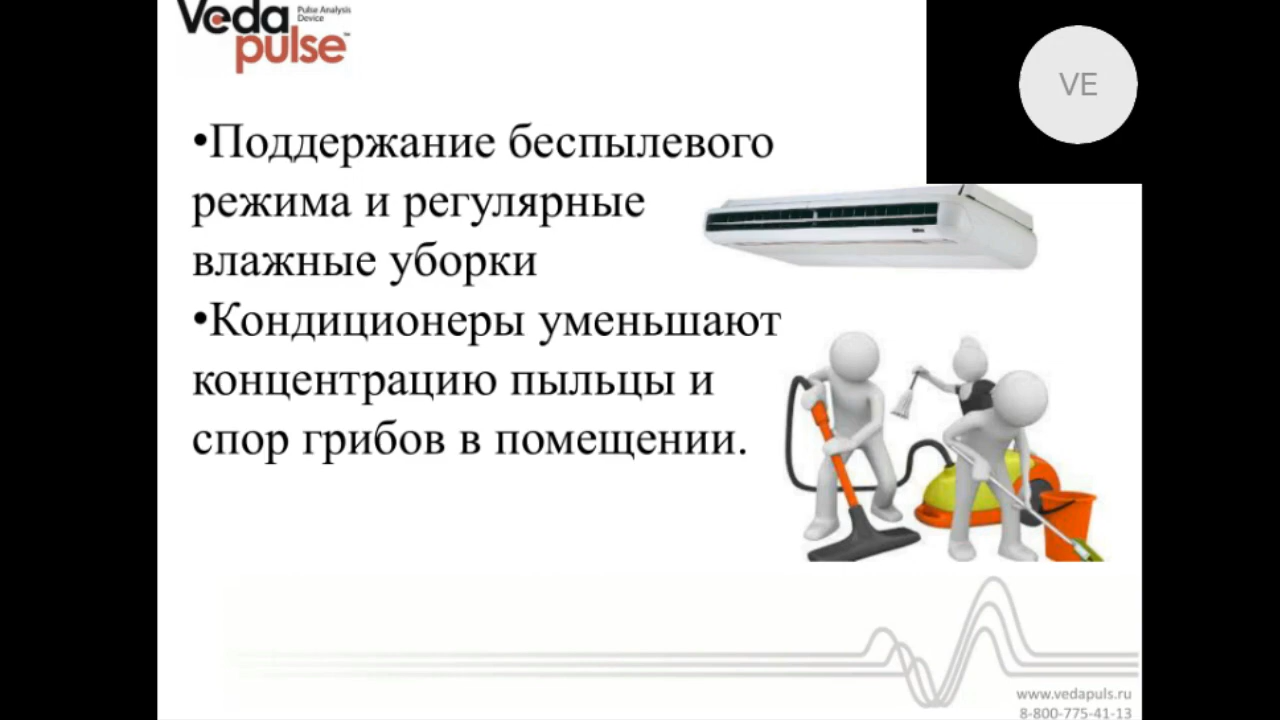 Veda
Pulse Analysis
Device
pulse™
VE
•Поддержание беспылевого
режима и регулярные
влажные уборки
•Кондиционеры уменьшают
концентрацию пыльцы и
спор грибов в помещении.
www.vedapuls.ru
8-800-775-41-13